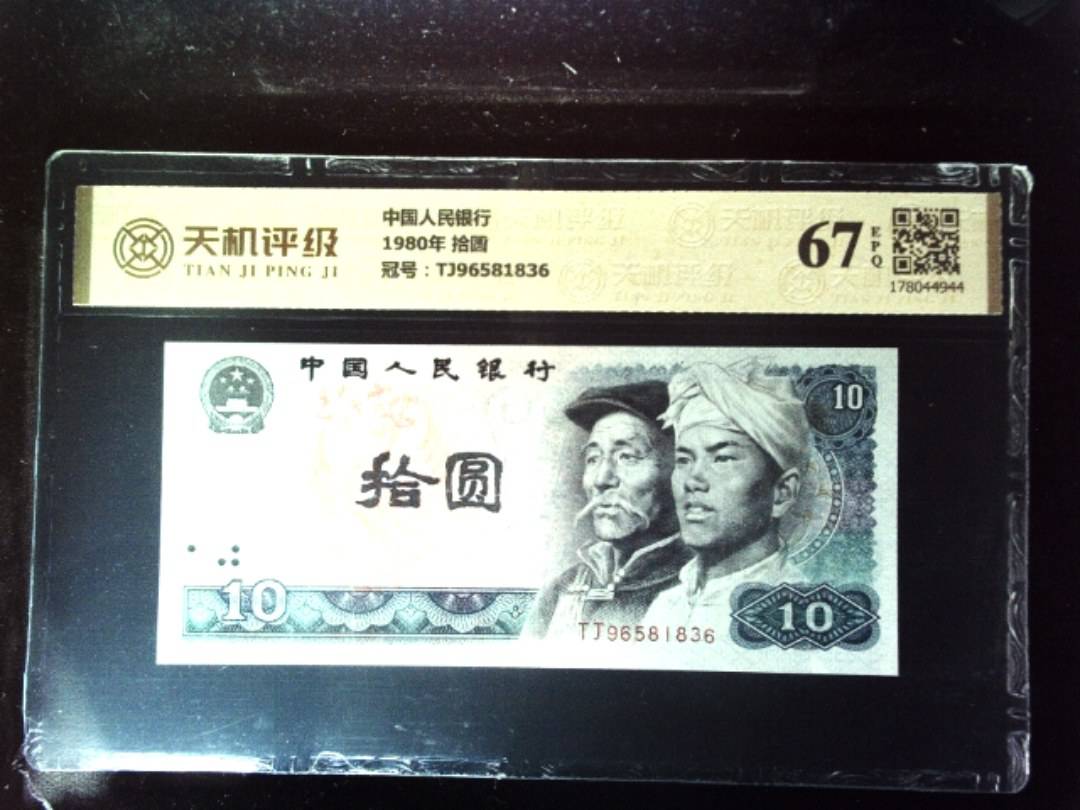 天机评级
TIAN JI PING JI
中国人民银行
1980年 拾圆
冠号：TJ96581836
67
EPQ
178044944
中国人民银行
10
拾圆
10
TJ96581836
10